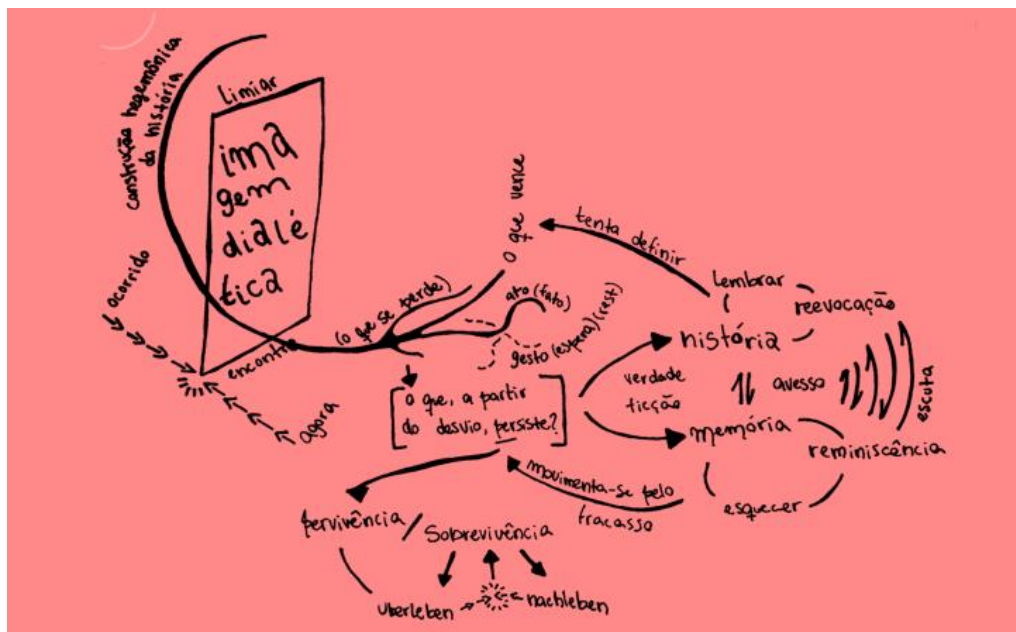 construção hegemônica
da história
limiar
ima
gem
dialé
tica
ocorrido
agora
encontro
(o que se perde)
o que vence
ato (fato)
gesto (espera) (rest)
tenta definir
lembrar
reevocação
história
verdade
ficção
avesso
escuta
memória
reminiscência
esquecer
[o que, a partir
do desvio, persiste?]
movimenta-se pelo
fracasso
pervivência /
Sobrevivência
uberleben
nachleben